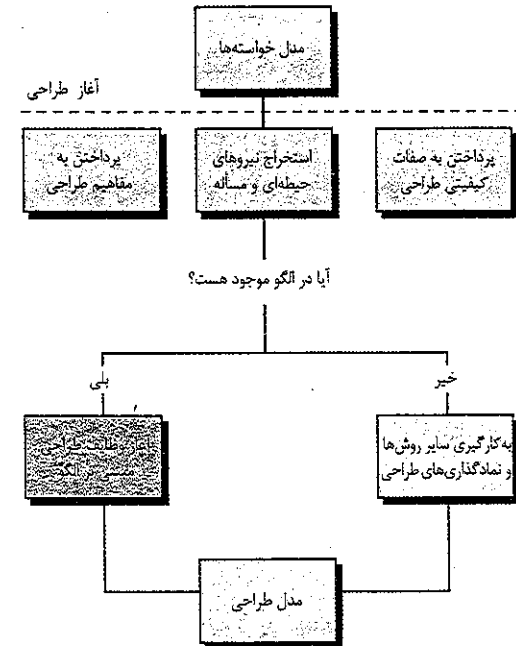 مدل خواسته‌ها
آغاز طراحی
پرداختن به صفات
کیفیتی طراحی
استخراج نیروهای
حیطه‌ای و مسأله
پرداختن به
مفاهیم طراحی
آیا در الگو موجود هست؟
خیر
بلی
به‌کارگیری سایر روش‌ها
و نمادگذاری‌های طراحی
طراحی
مدل طراحی